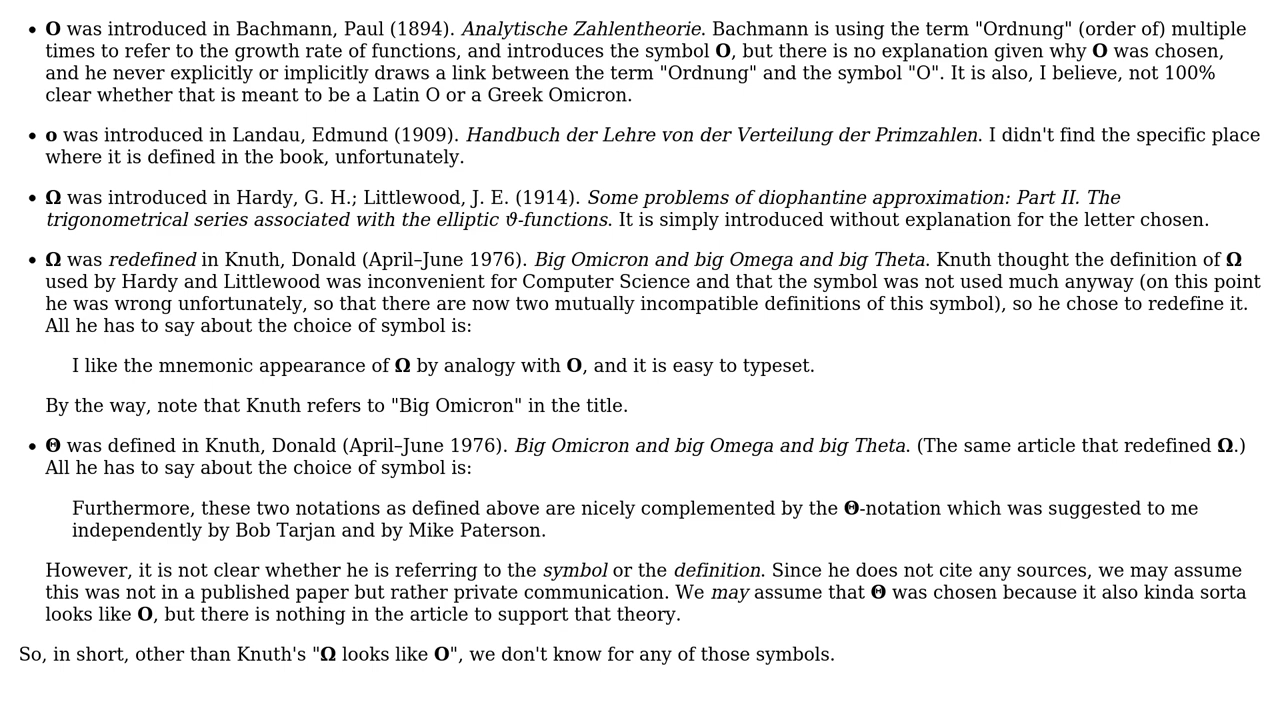 • O was introduced in Bachmann, Paul (1894). Analytische Zahlentheorie. Bachmann is using the term "Ordnung" (order of) multiple
times to refer to the growth rate of functions, and introduces the symbol O, but there is no explanation given why O was chosen,
and he never explicitly or implicitly draws a link between the term "Ordnung" and the symbol "O". It is also, I believe, not 100%
clear whether that is meant to be a Latin O or a Greek Omicron.
• o was introduced in Landau, Edmund (1909). Handbuch der Lehre von der Verteilung der Primzahlen. I didn't find the specific place
where it is defined in the book, unfortunately.
• Ω was introduced in Hardy, G. H.; Littlewood, J. E. (1914). Some problems of diophantine approximation: Part II. The
trigonometrical series associated with the elliptic ϑ-functions. It is simply introduced without explanation for the letter chosen.
• Ω was redefined in Knuth, Donald (April–June 1976). Big Omicron and big Omega and big Theta. Knuth thought the definition of Ω
used by Hardy and Littlewood was inconvenient for Computer Science and that the symbol was not used much anyway (on this point
he was wrong unfortunately, so that there are now two mutually incompatible definitions of this symbol), so he chose to redefine it.
All he has to say about the choice of symbol is:
I like the mnemonic appearance of Ω by analogy with O, and it is easy to typeset.
By the way, note that Knuth refers to "Big Omicron" in the title.
• Θ was defined in Knuth, Donald (April–June 1976). Big Omicron and big Omega and big Theta. (The same article that redefined Ω.)
All he has to say about the choice of symbol is:
Furthermore, these two notations as defined above are nicely complemented by the Θ-notation which was suggested to me
independently by Bob Tarjan and by Mike Paterson.
However, it is not clear whether he is referring to the symbol or the definition. Since he does not cite any sources, we may assume
this was not in a published paper but rather private communication. We may assume that Θ was chosen because it also kinda sorta
looks like O, but there is nothing in the article to support that theory.
So, in short, other than Knuth's "Ω looks like O", we don't know for any of those symbols.